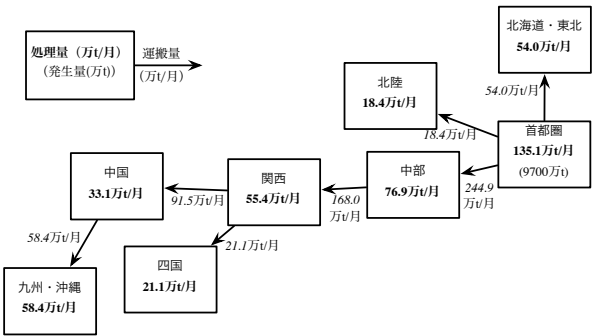 処理量（万t/月）
（発生量(万t)）
運搬量
（万t/月）
北海道・東北
54.0万t/月
54.0万t/月
北陸
18.4万t/月
18.4万t/月
首都圏
135.1万t/月
(9700万t)
244.9
万t/月
中部
76.9万t/月
168.0
万t/月
関西
55.4万t/月
91.5万t/月
21.1万t/月
中国
33.1万t/月
58.4万t/月
四国
21.1万t/月
九州・沖縄
58.4万t/月